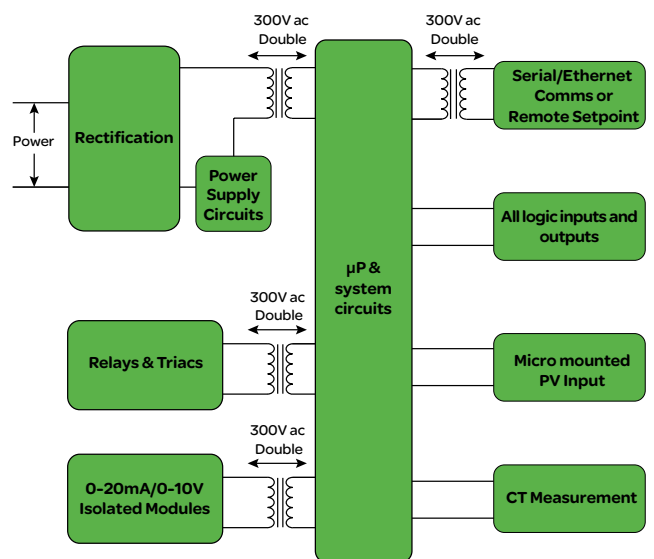 300V ac
Double
300V ac
Double
Rectification
Serial/Ethernet
Comms or
Remote Setpoint
Power
Power
Supply
Circuits
All logic inputs and
outputs
µP &
system
circuits
300V ac
Double
Relays & Triacs
Micro mounted
PV Input
300V ac
Double
0-20mA/0-10V
Isolated Modules
CT Measurement